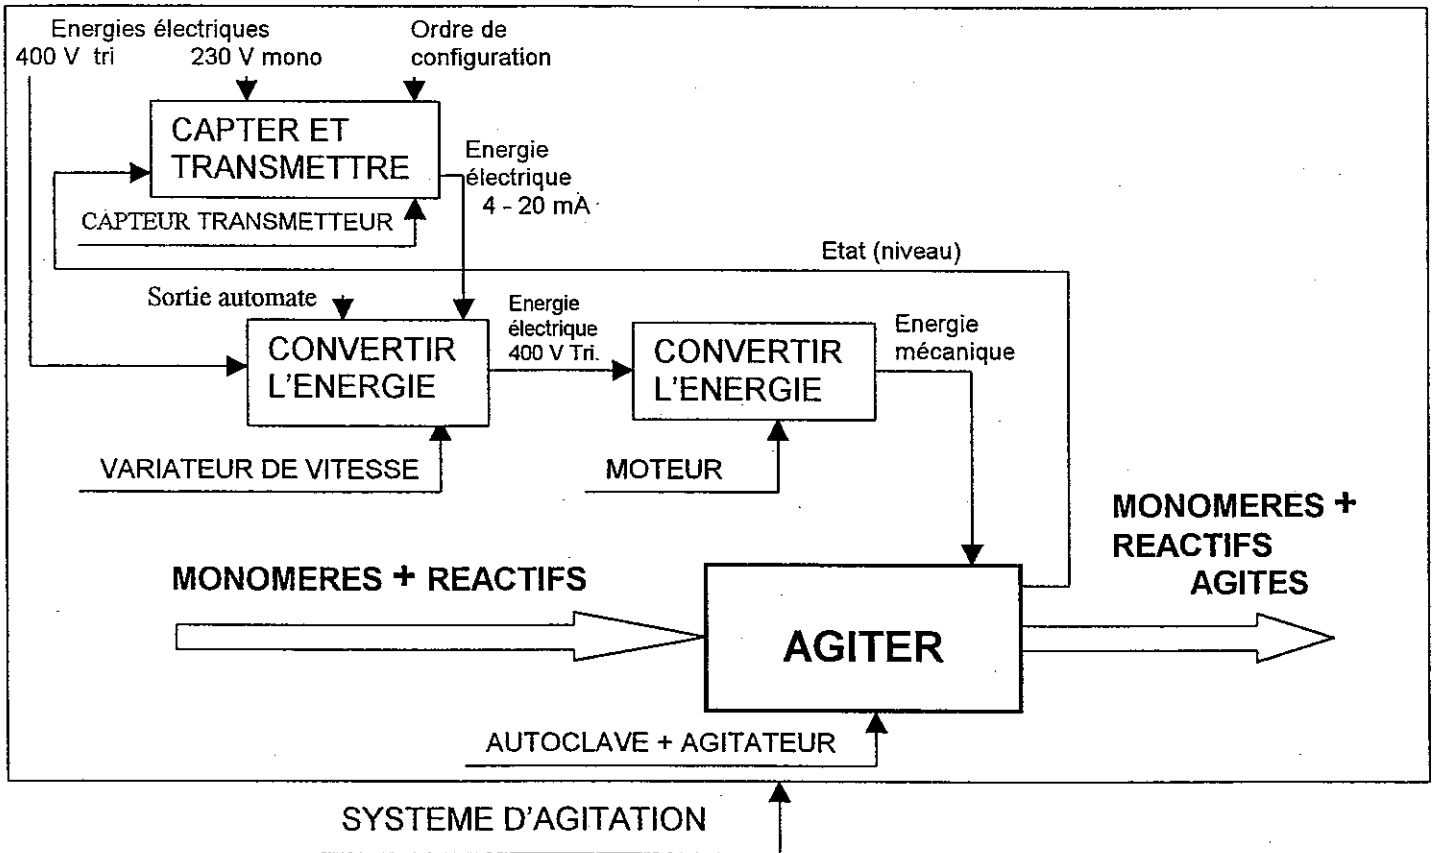 Energies électriques
400 V tri
230 V mono
Ordre de
configuration
CAPTER ET
TRANSMETTRE
Energie
électrique
4 - 20 mA
CAPTEUR TRANSMETTEUR
Etat (niveau)
Sortie automate
CONVERTIR
L'ENERGIE
Energie
électrique
400 V Tri.
CONVERTIR
L'ENERGIE
Energie
mécanique
VARIATEUR DE VITESSE
MOTEUR
MONOMERES + REACTIFS
MONOMERES +
REACTIFS
AGITES
AGITER
AUTOCLAVE + AGITATEUR
SYSTEME D'AGITATION